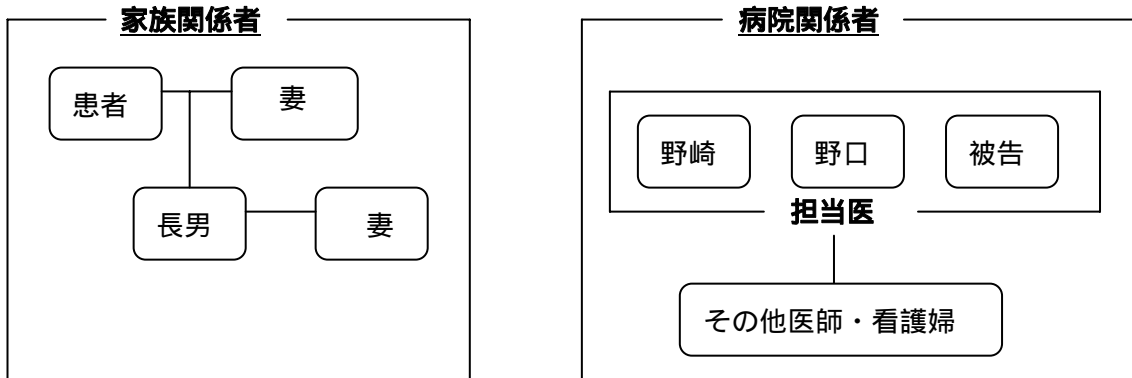 家族関係者
患者
妻
長男
妻
病院関係者
野崎
野口
被告
担当医
その他医師・看護婦